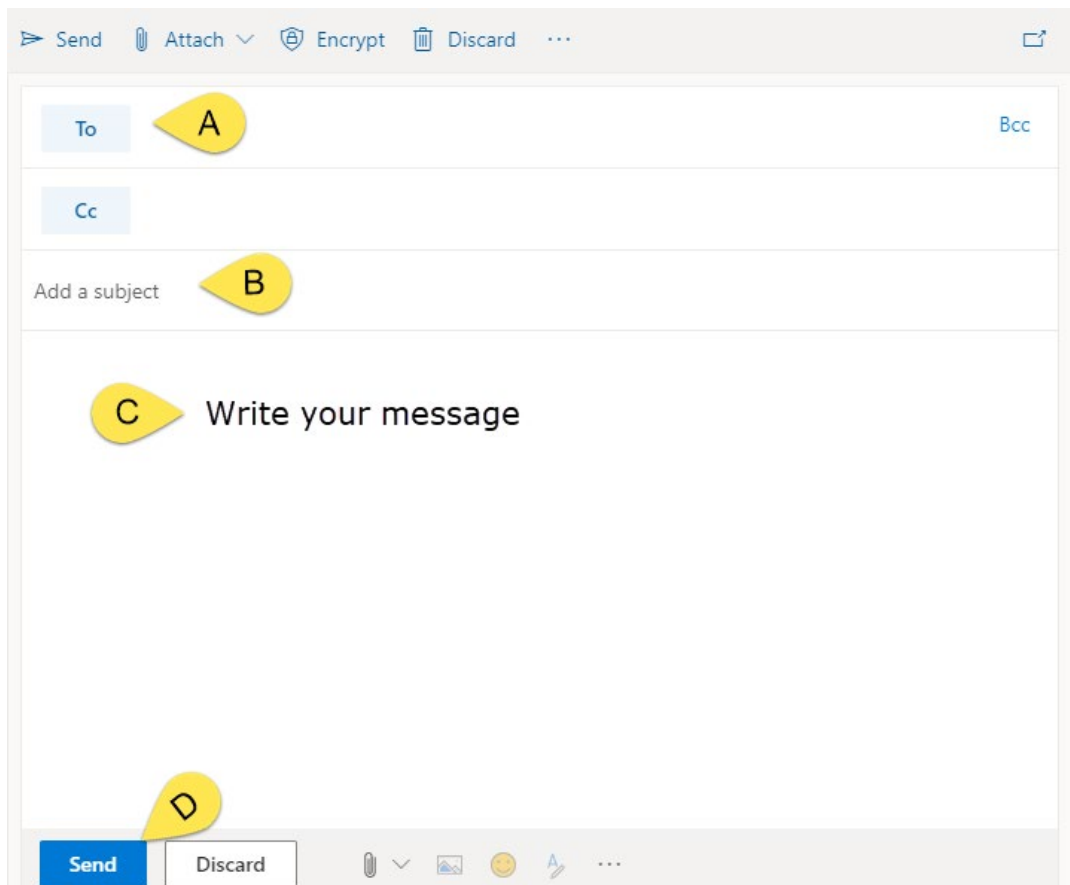 Send Attach Encrypt Discard ...
To A Bcc
Cc
Add a subject B
C Write your message
D
Send Discard ...